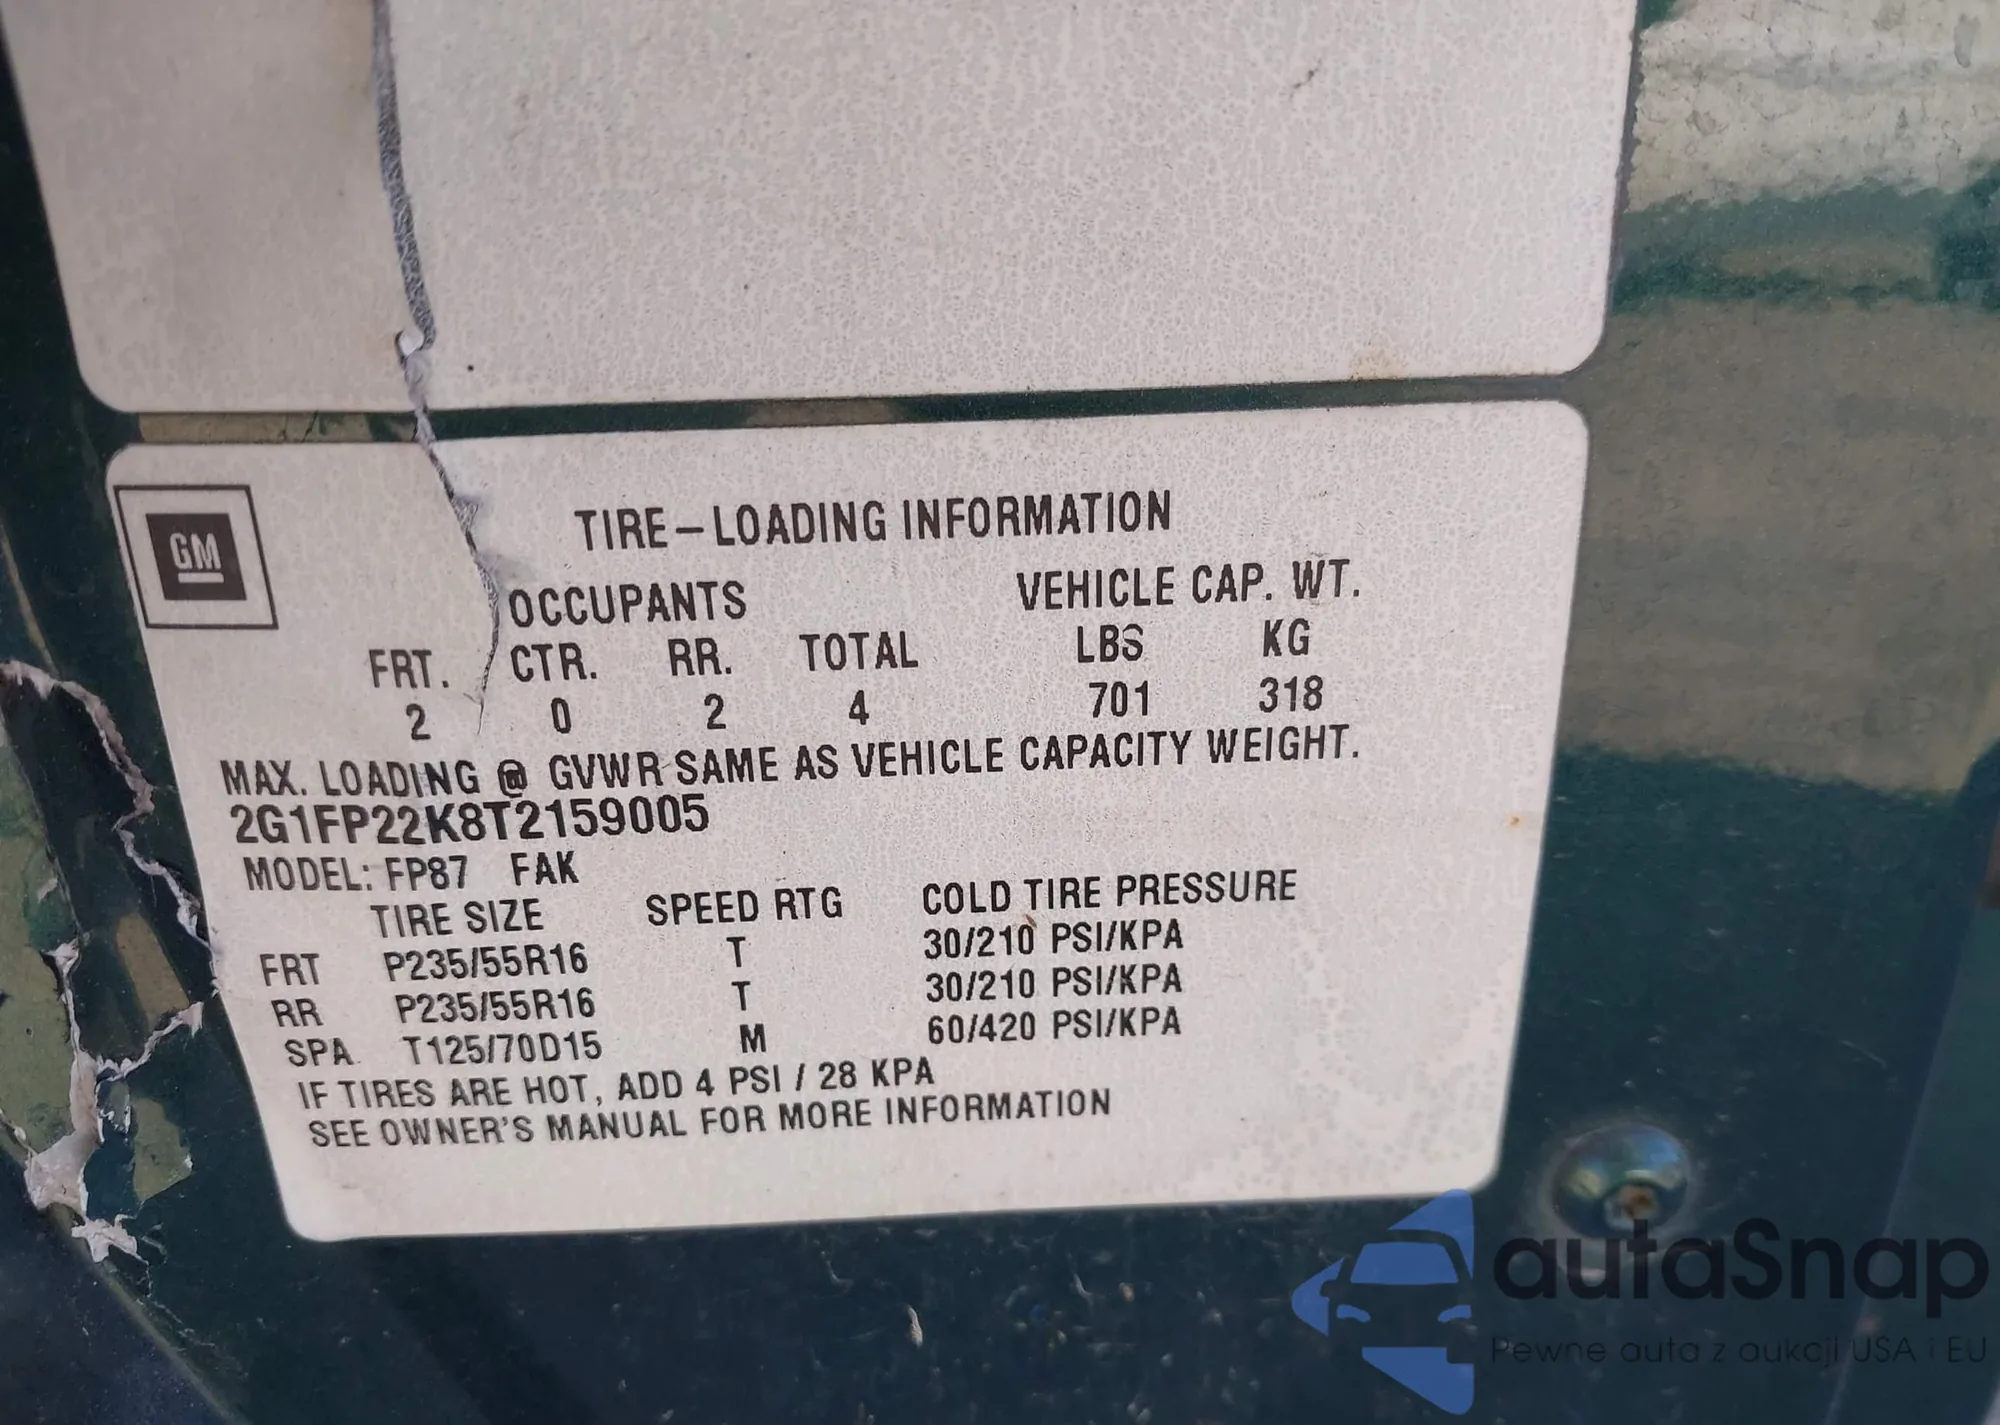 GM
TIRE-LOADING INFORMATION
OCCUPANTS VEHICLE CAP. WT.
FRT. CTR. RR. TOTAL LBS KG
2 0 2 4 701 318
MAX. LOADING @ GVWR SAME AS VEHICLE CAPACITY WEIGHT.
2G1FP22K8T2159005
MODEL: FP87 FAK
TIRE SIZE SPEED RTG COLD TIRE PRESSURE
FRT P235/55R16 T 30/210 PSI/KPA
RR P235/55R16 T 30/210 PSI/KPA
SPA. T125/70D15 M 60/420 PSI/KPA
IF TIRES ARE HOT, ADD 4 PSI / 28 KPA
SEE OWNER'S MANUAL FOR MORE INFORMATION
autaSnap
Pewne auta z aukcji USA i EU